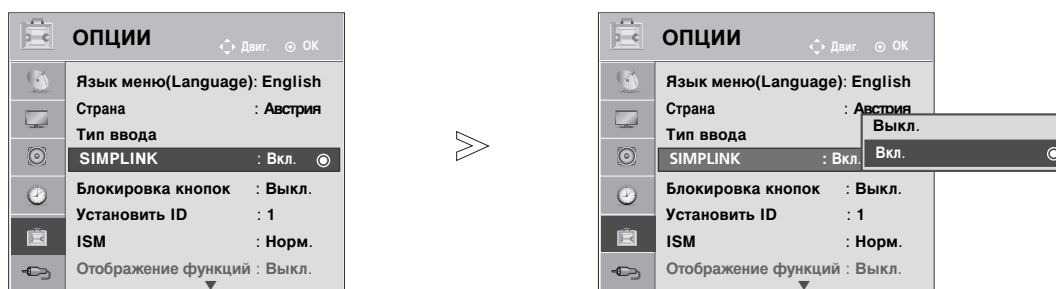 ОПЦИИ Двиг. OK
Язык меню(Language): English
Страна : Австрия
Тип ввода
SIMPLINK : Вкл.
Блокировка кнопок : Выкл.
Установить ID : 1
ISM : Норм.
Отображение функций : Выкл.
ОПЦИИ Двиг. OK
Язык меню(Language): English
Страна : Австрия
Тип ввода
SIMPLINK : Вкл.
Выкл.
Вкл.
Блокировка кнопок : Выкл.
Установить ID : 1
ISM : Норм.
Отображение функций : Выкл.